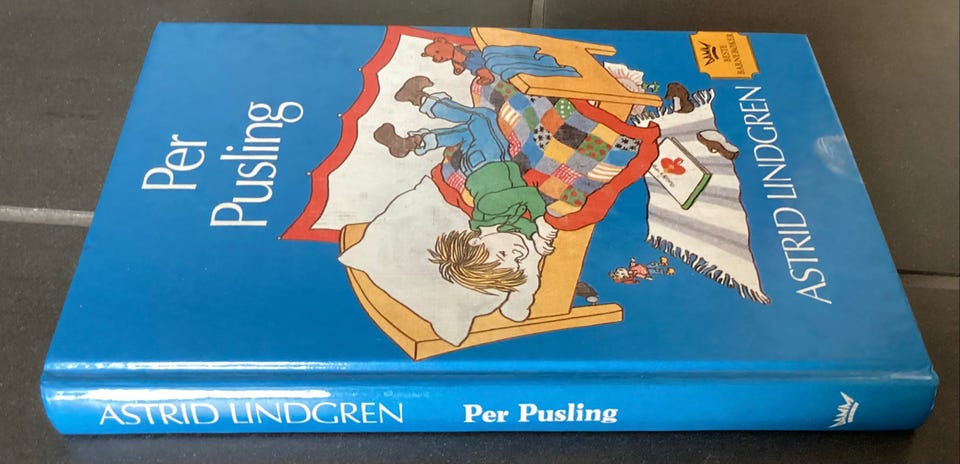 Per
Pusling
BESTE
BARNEBØKER
ASTRID LINDGREN
ASTRID LINDGREN Per Pusling